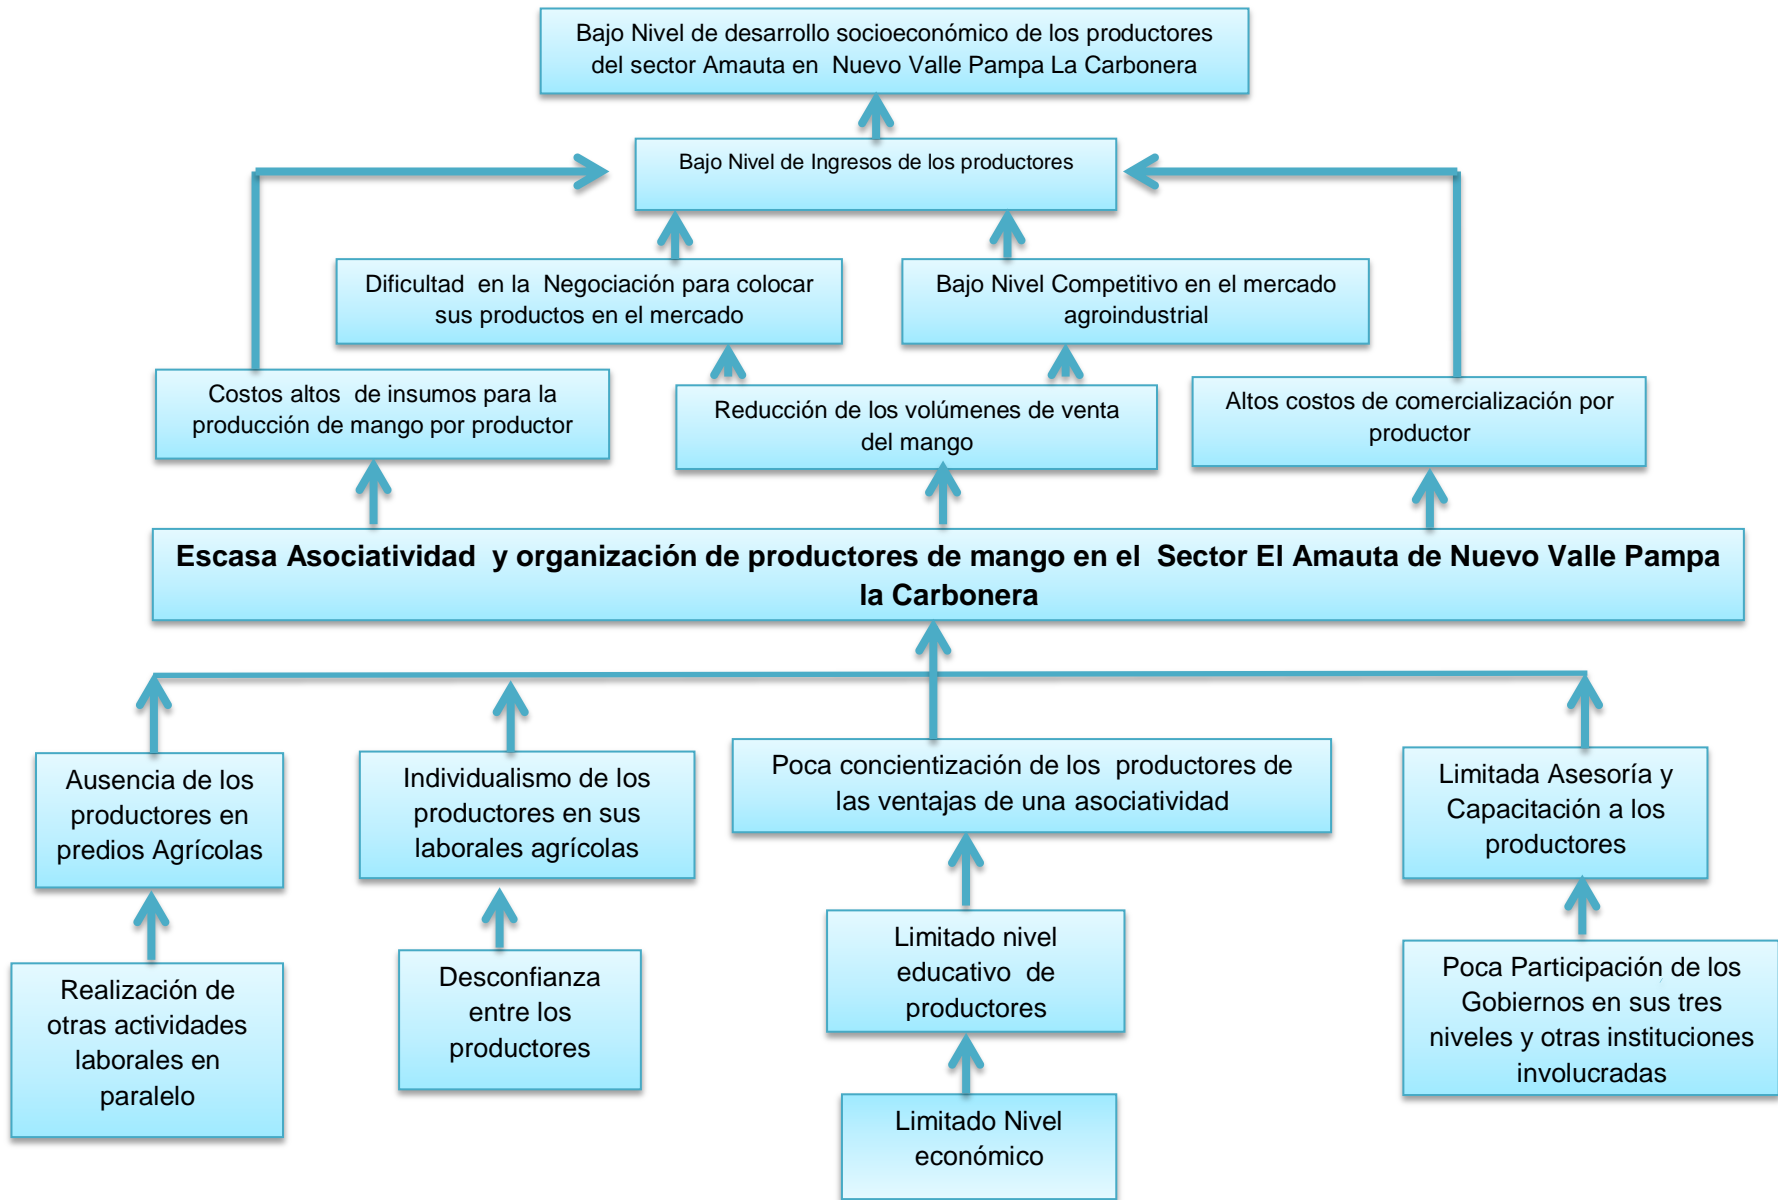 Bajo Nivel de desarrollo socioeconómico de los productores
del sector Amauta en Nuevo Valle Pampa La Carbonera
Bajo Nivel de Ingresos de los productores
Dificultad en la Negociación para colocar
sus productos en el mercado
Bajo Nivel Competitivo en el mercado
agroindustrial
Costos altos de insumos para la
producción de mango por productor
Reducción de los volúmenes de venta
del mango
Altos costos de comercialización por
productor
Escasa Asociatividad y organización de productores de mango en el Sector El Amauta de Nuevo Valle Pampa
la Carbonera
Ausencia de los
productores en
predios Agrícolas
Individualismo de los
productores en sus
laborales agrícolas
Poca concientización de los productores de
las ventajas de una asociatividad
Limitada Asesoría y
Capacitación a los
productores
Realización de
otras actividades
laborales en
paralelo
Desconfianza
entre los
productores
Limitado nivel
educativo de
productores
Poca Participación de los
Gobiernos en sus tres
niveles y otras instituciones
involucradas
Limitado Nivel
económico